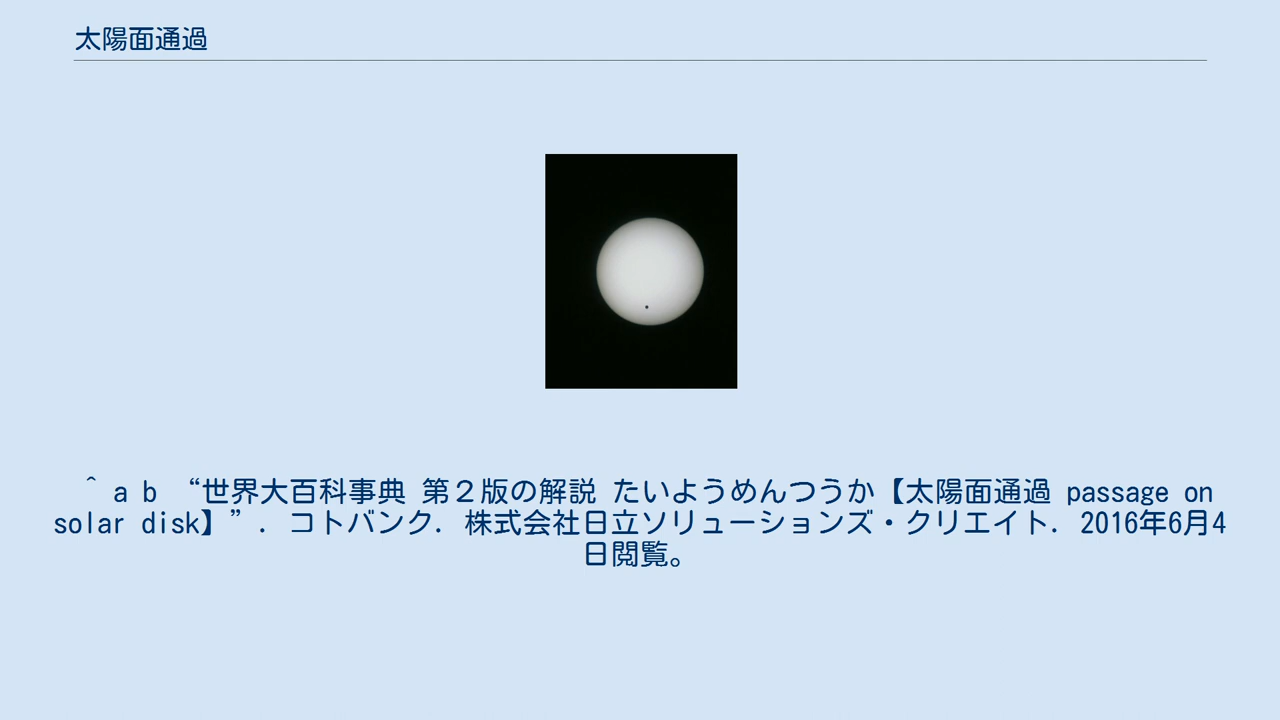 太陽面通過
^ a b “世界大百科事典 第２版の解説 たいようめんつうか【太陽面通過 passage on
solar disk】”. コトバンク. 株式会社日立ソリューションズ・クリエイト. 2016年6月4
日閲覧。